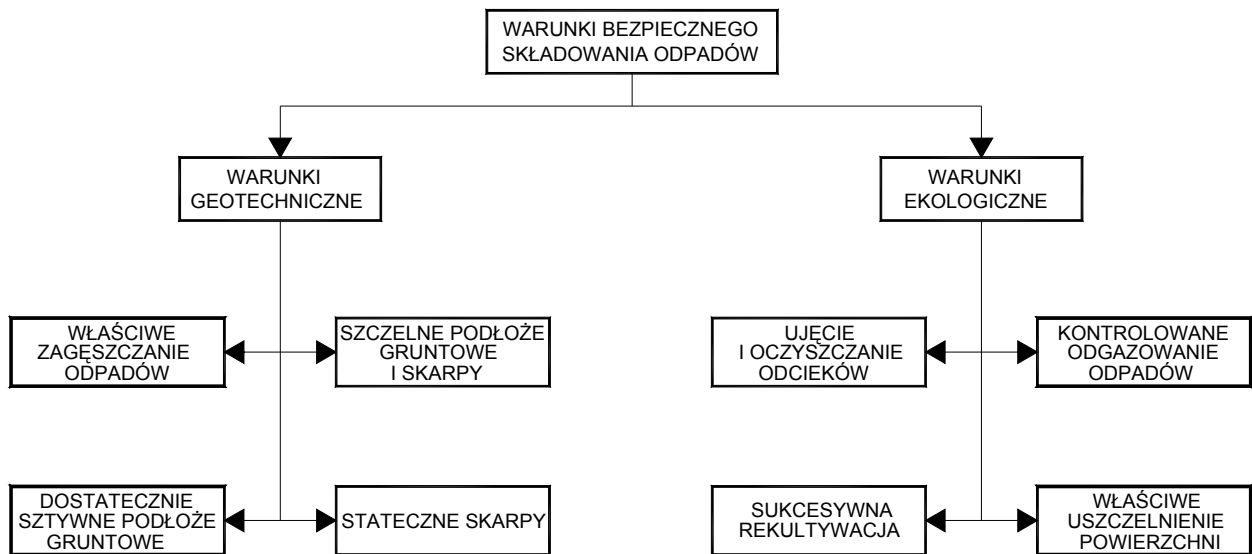 WARUNKI BEZPIECZNEGO
SKŁADOWANIA ODPADÓW
WARUNKI
GEOTECHNICZNE
WARUNKI
EKOLOGICZNE
WŁAŚCIWE
ZAGĘSZCZANIE
ODPADÓW
SZCZELNE PODŁOŻE
GRUNTOWE
I SKARPY
UJĘCIE
I OCZYSZCZANIE
ODCIEKÓW
KONTROLOWANE
ODGAZOWANIE
ODPADÓW
DOSTATECZNIE
SZTYWNE PODŁOŻE
GRUNTOWE
STATECZNE SKARPY
SUKCESYWNA
REKULTYWACJA
WŁAŚCIWE
USZCZELNIENIE
POWIERZCHNI